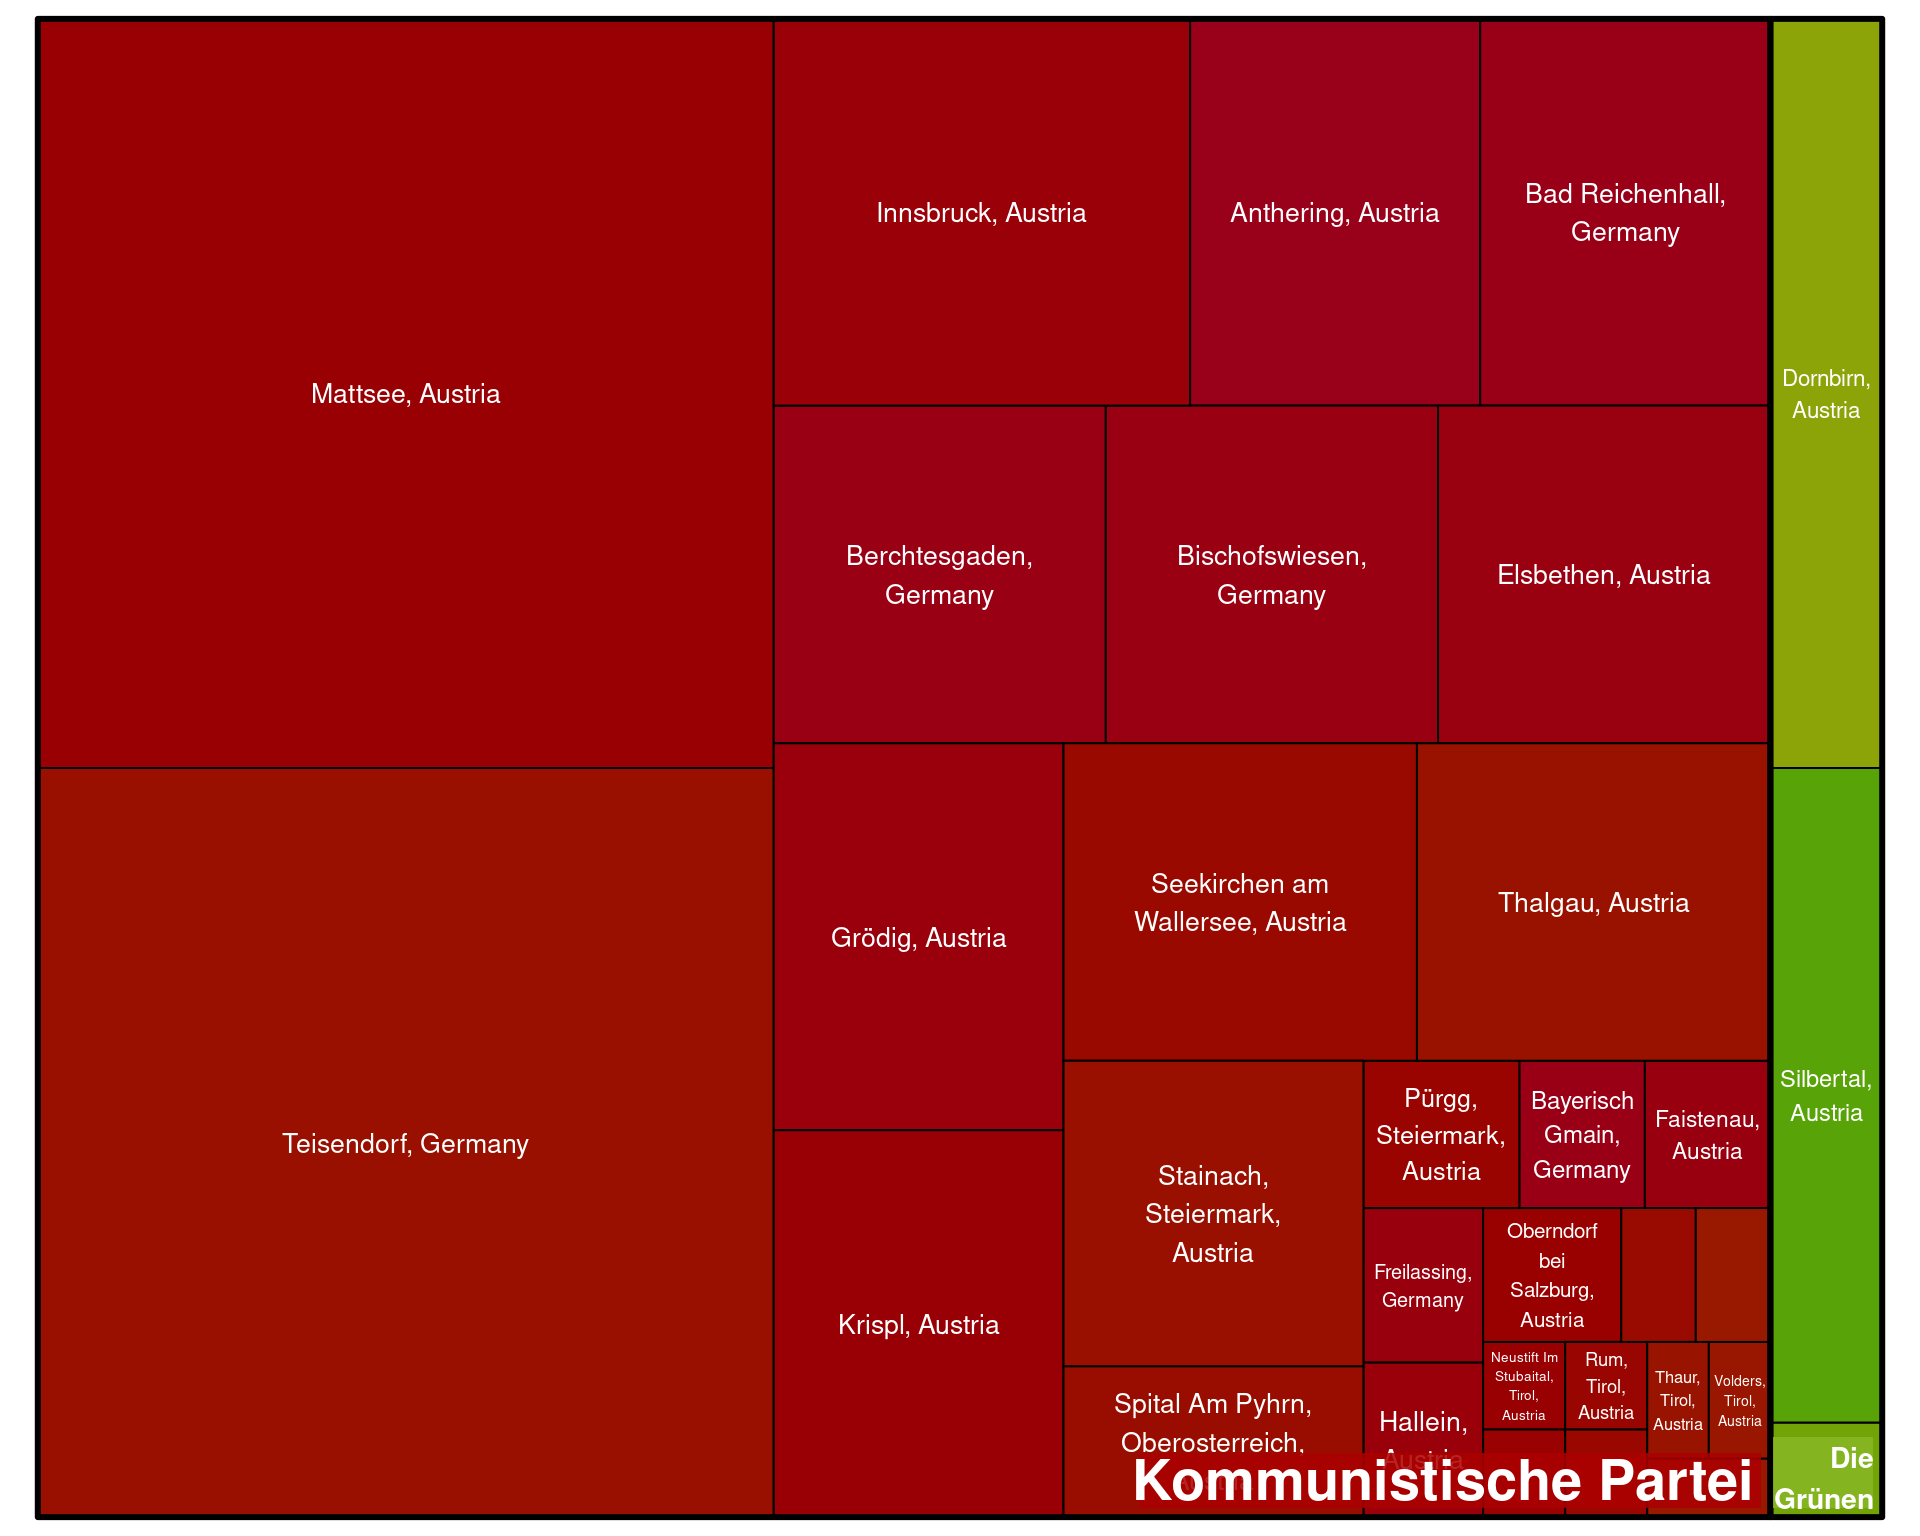 Mattsee, Austria
Teisendorf, Germany
Innsbruck, Austria
Anthering, Austria
Bad Reichenhall,
Germany
Berchtesgaden,
Germany
Bischofswiesen,
Germany
Elsbethen, Austria
Grödig, Austria
Krispl, Austria
Seekirchen am
Wallersee, Austria
Thalgau, Austria
Stainach,
Steiermark,
Austria
Spital Am Pyhrn,
Oberosterreich,
Pürgg,
Steiermark,
Austria
Bayerisch
Gmain,
Germany
Faistenau,
Austria
Freilassing,
Germany
Hallein,
Austria
Oberndorf
bei
Salzburg,
Austria
Neustift Im
Stubaital,
Tirol,
Austria
Rum,
Tirol,
Austria
Thaur,
Tirol,
Austria
Volders,
Tirol,
Austria
Kommunistische Partei
Dornbirn,
Austria
Silbertal,
Austria
Die
Grünen